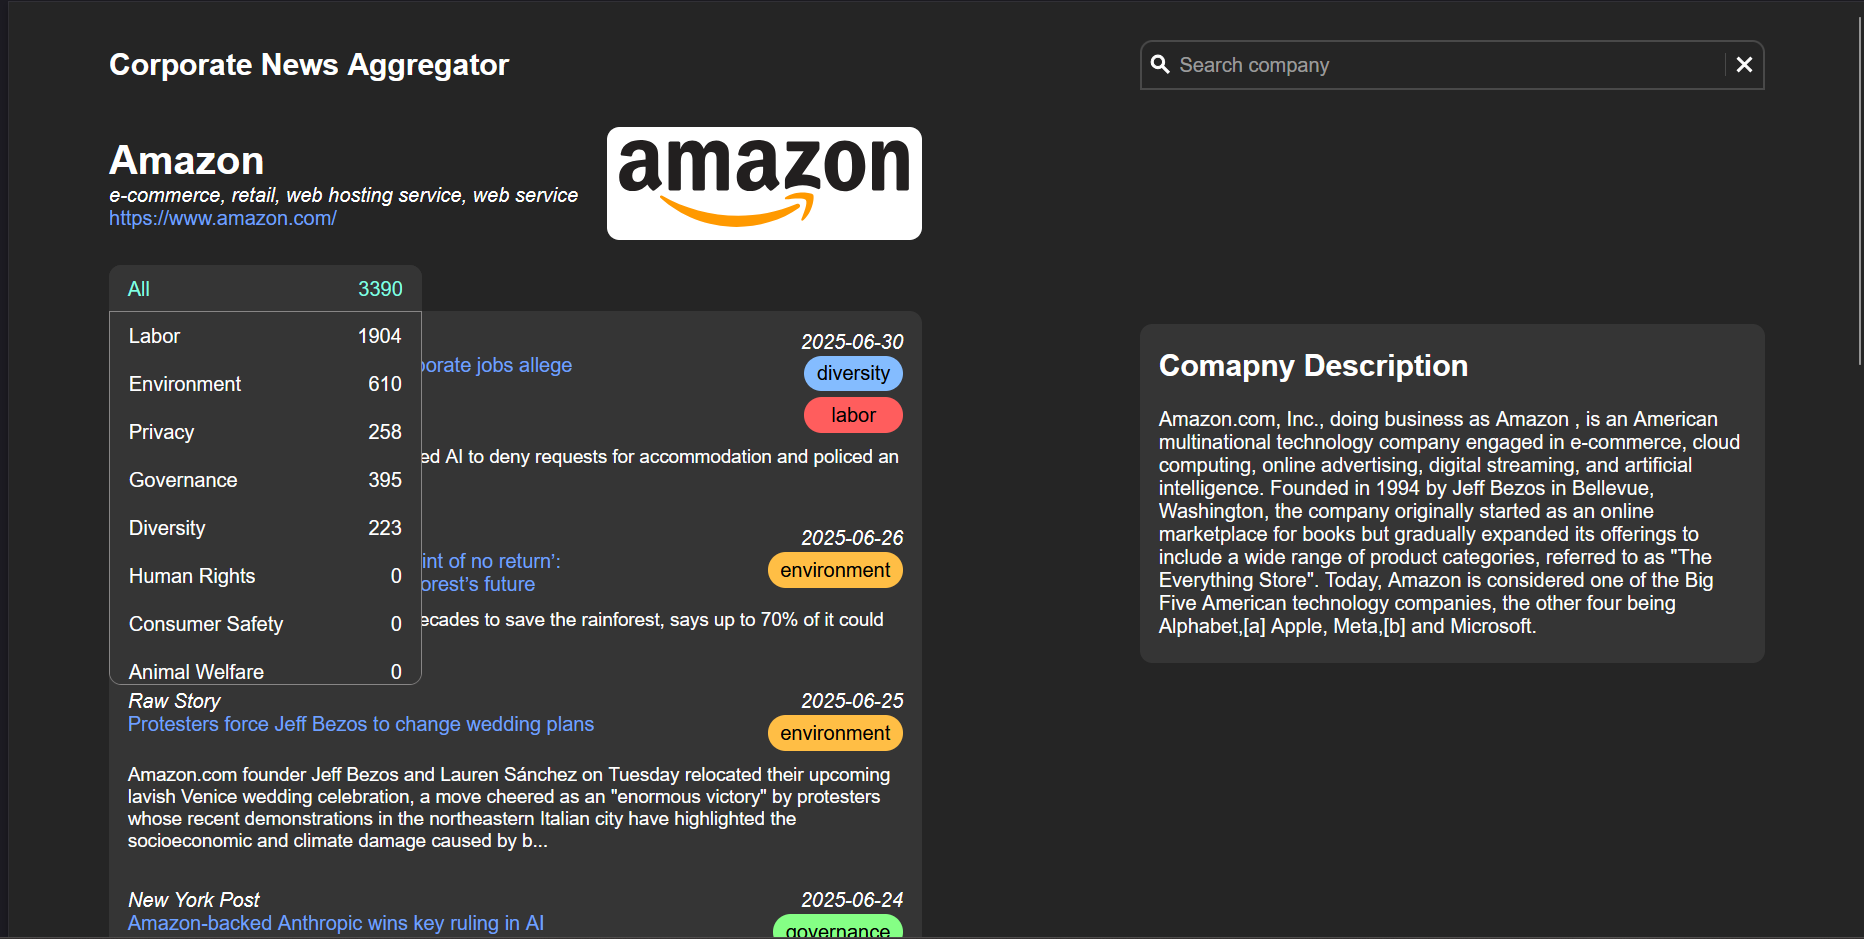 Corporate News Aggregator
Search company
Amazon
e-commerce, retail, web hosting service, web service
https://www.amazon.com/
amazon
All 3390
Labor 1904
Environment 610
Privacy 258
Governance 395
Diversity 223
Human Rights 0
Consumer Safety 0
Animal Welfare 0
2025-06-30
porate jobs allege
diversity
labor
ed AI to deny requests for accommodation and policed an
2025-06-26
int of no return’:
orest’s future
environment
ecades to save the rainforest, says up to 70% of it could
Raw Story 2025-06-25
Protesters force Jeff Bezos to change wedding plans
environment
Amazon.com founder Jeff Bezos and Lauren Sánchez on Tuesday relocated their upcoming
lavish Venice wedding celebration, a move cheered as an "enormous victory" by protesters
whose recent demonstrations in the northeastern Italian city have highlighted the
socioeconomic and climate damage caused by b...
New York Post 2025-06-24
Amazon-backed Anthropic wins key ruling in AI
governance
Comapny Description
Amazon.com, Inc., doing business as Amazon , is an American
multinational technology company engaged in e-commerce, cloud
computing, online advertising, digital streaming, and artificial
intelligence. Founded in 1994 by Jeff Bezos in Bellevue,
Washington, the company originally started as an online
marketplace for books but gradually expanded its offerings to
include a wide range of product categories, referred to as "The
Everything Store". Today, Amazon is considered one of the Big
Five American technology companies, the other four being
Alphabet,[a] Apple, Meta,[b] and Microsoft.